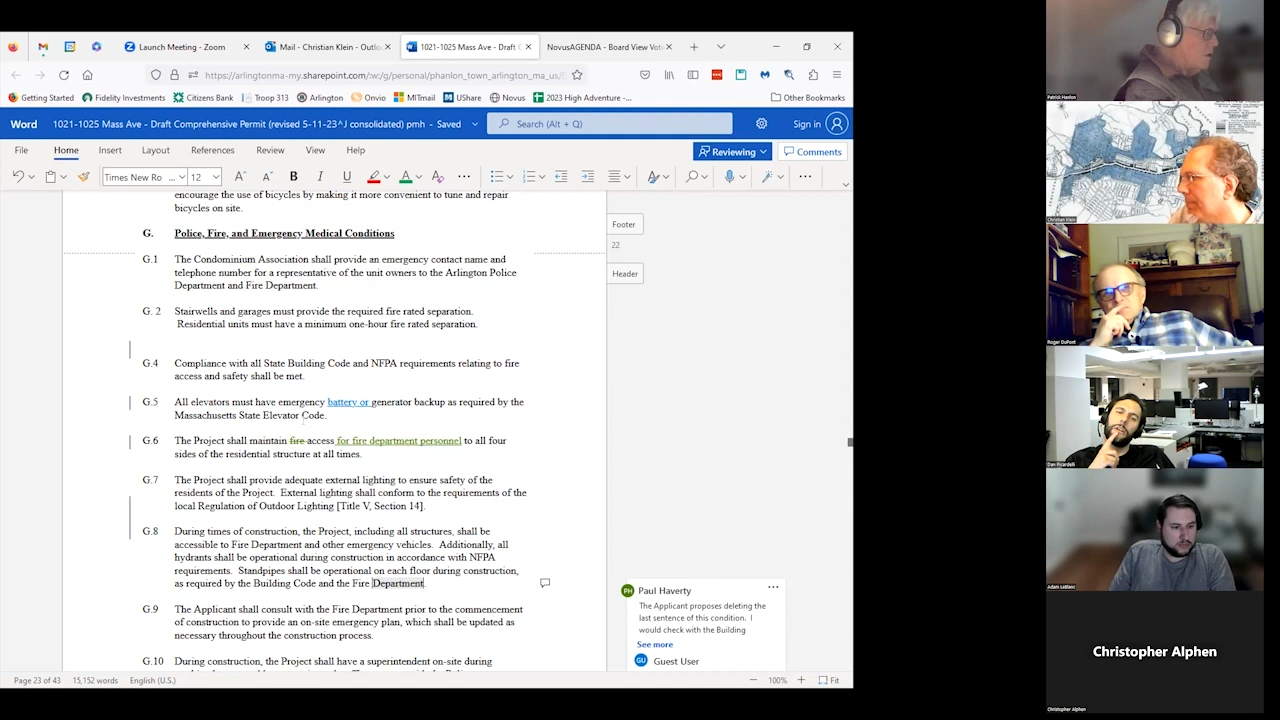 Launch Meeting - Zoom
Mail - Christian Klein - Outlo
1021-1025 Mass Ave - Draft C
NovusAGENDA - Board View Vot
https://arlingtonma-my.sharepoint.com/:w:/g/personal/phanlon_town_arlington_ma_us/
Getting Started
Fidelity Investments
Citizens Bank
Troop 313
Arlington
Onvio
MITmail
UShare
Novus
2023 High Adventure -...
Other Bookmarks
Word
1021-1025 Mass Ave - Draft Comprehensive Permit (revised 5-11-23^J consolidated) pmh - Saved
Search (Alt + Q)
Sign in
File
Home
Insert
Layout
References
Review
View
Help
Reviewing
Comments
Times New Ro ...
12
encourage the use of bicycles by making it more convenient to tune and repair
bicycles on site.
G. Police, Fire, and Emergency Medical Conditions
G.1 The Condominium Association shall provide an emergency contact name and
telephone number for a representative of the unit owners to the Arlington Police
Department and Fire Department.
G. 2 Stairwells and garages must provide the required fire rated separation.
Residential units must have a minimum one-hour fire rated separation.
G.4 Compliance with all State Building Code and NFPA requirements relating to fire
access and safety shall be met.
G.5 All elevators must have emergency battery or generator backup as required by the
Massachusetts State Elevator Code.
G.6 The Project shall maintain fire access for fire department personnel to all four
sides of the residential structure at all times.
G.7 The Project shall provide adequate external lighting to ensure safety of the
residents of the Project. External lighting shall conform to the requirements of the
local Regulation of Outdoor Lighting [Title V, Section 14].
G.8 During times of construction, the Project, including all structures, shall be
accessible to Fire Department and other emergency vehicles. Additionally, all
hydrants shall be operational during construction in accordance with NFPA
requirements. Standpipes shall be operational on each floor during construction,
as required by the Building Code and the Fire Department.
G.9 The Applicant shall consult with the Fire Department prior to the commencement
of construction to provide an on-site emergency plan, which shall be updated as
necessary throughout the construction process.
G.10 During construction, the Project shall have a superintendent on-site during
Footer
22
Header
PH Paul Haverty
The Applicant proposes deleting the
last sentence of this condition. I
would check with the Building
See more
GU Guest User
Page 23 of 43
15,152 words
English (U.S.)
100%
Fit
Patrick Hanlon
Christian Klein
Roger DuPont
Dan Ricardelli
Adam LeBlanc
Christopher Alphen
Christopher Alphen